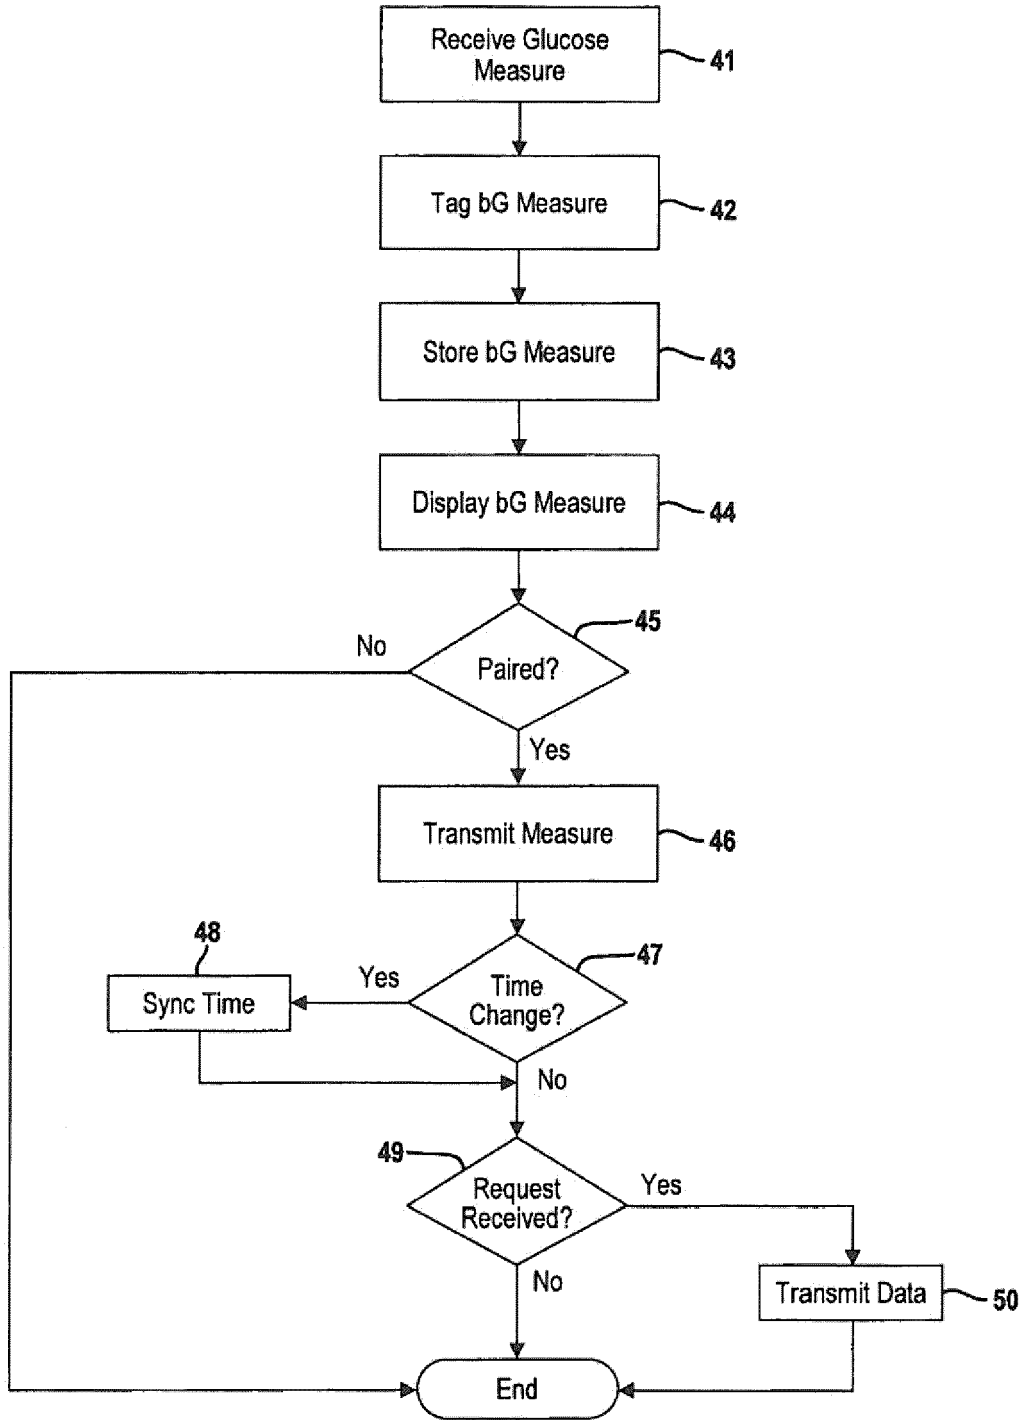 Receive Glucose
Measure
41
Tag bG Measure
42
Store bG Measure
43
Display bG Measure
44
45
No
Paired?
Yes
Transmit Measure
46
48
47
Yes
Time
Change?
Sync Time
No
49
Request
Received?
Yes
No
Transmit Data
50
End